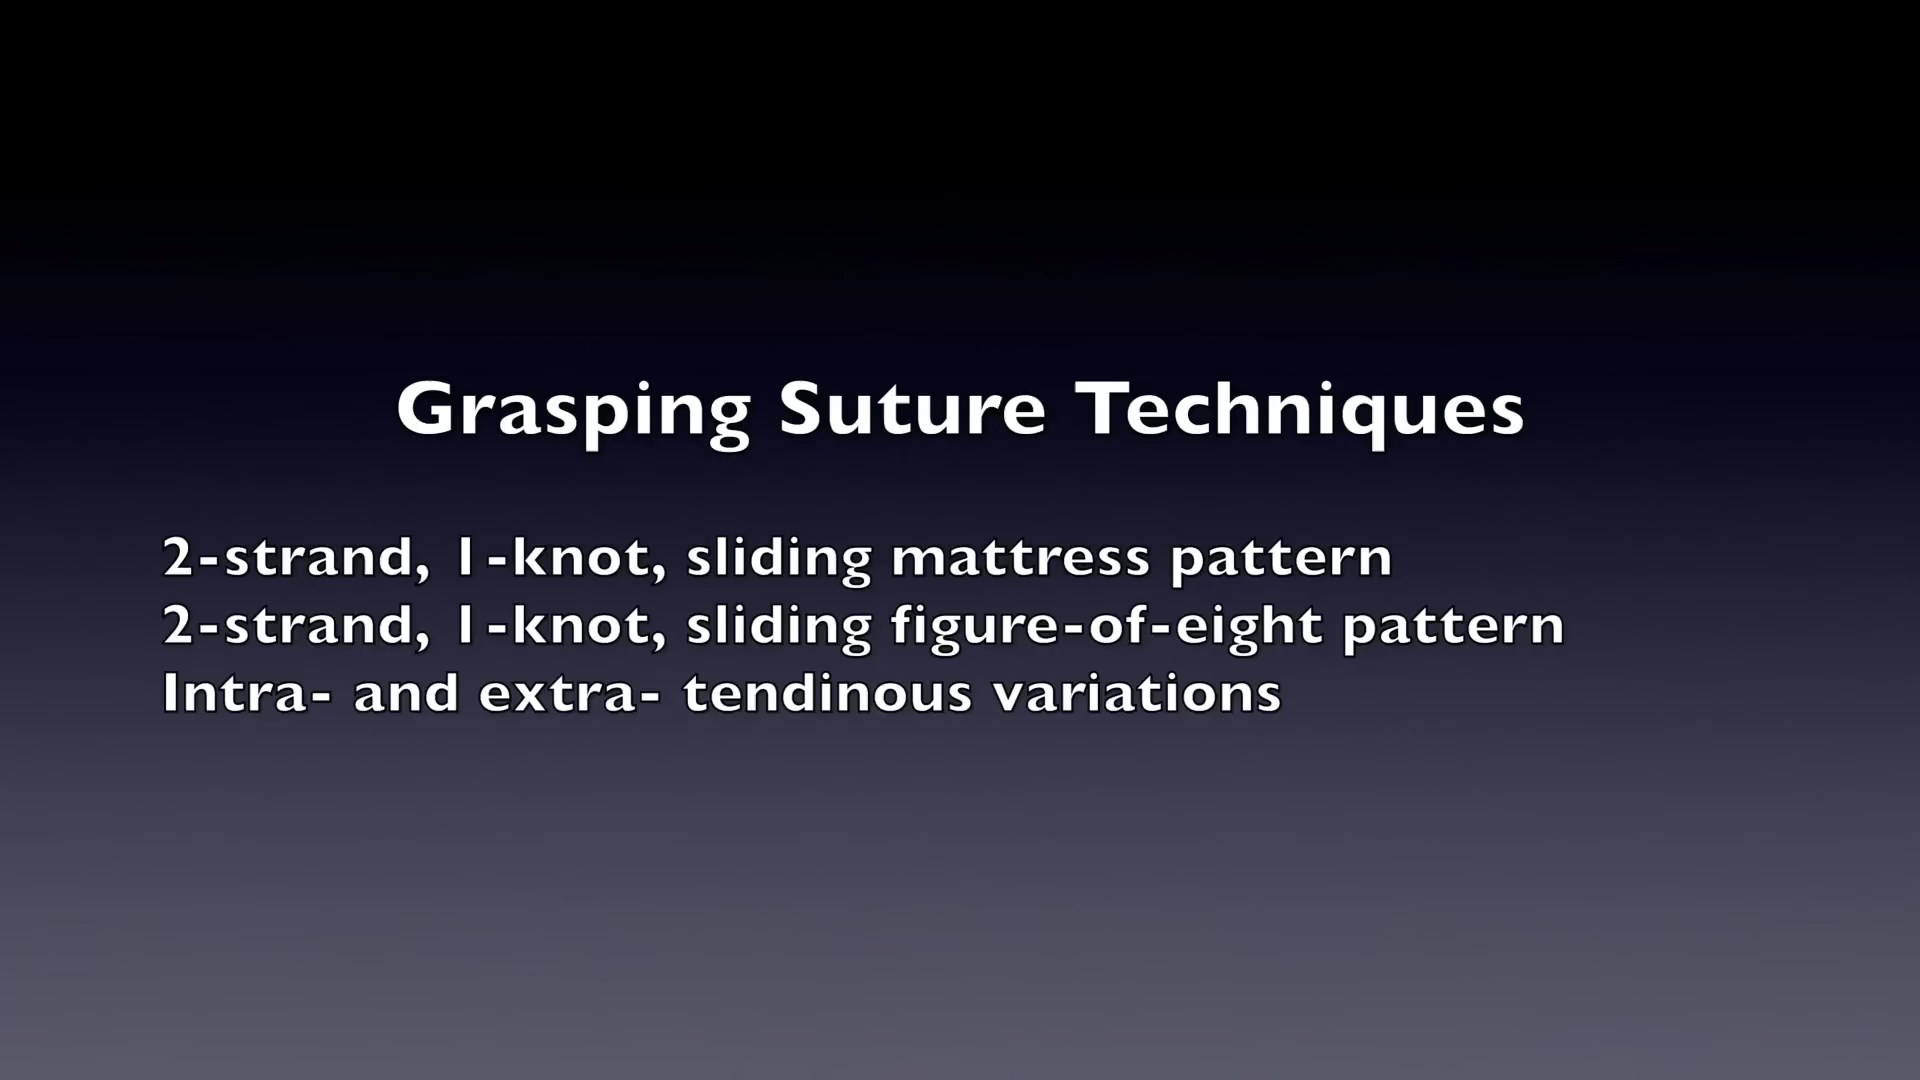 Grasping Suture Techniques
2-strand, 1-knot, sliding mattress pattern
2-strand, 1-knot, sliding figure-of-eight pattern
Intra- and extra- tendinous variations